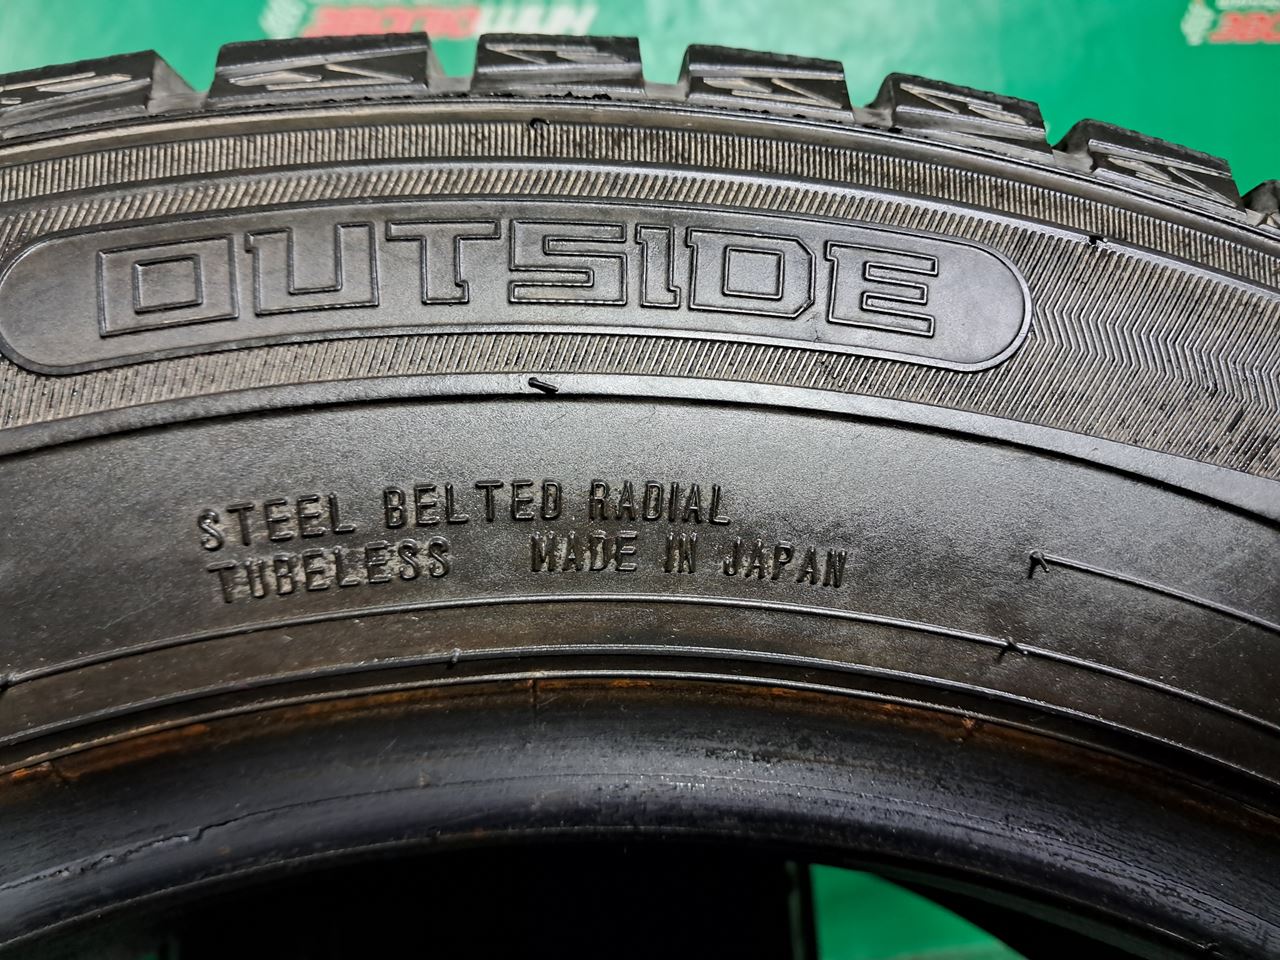 OUTSIDE
STEEL BELTED RADIAL
TUBELESS MADE IN JAPAN